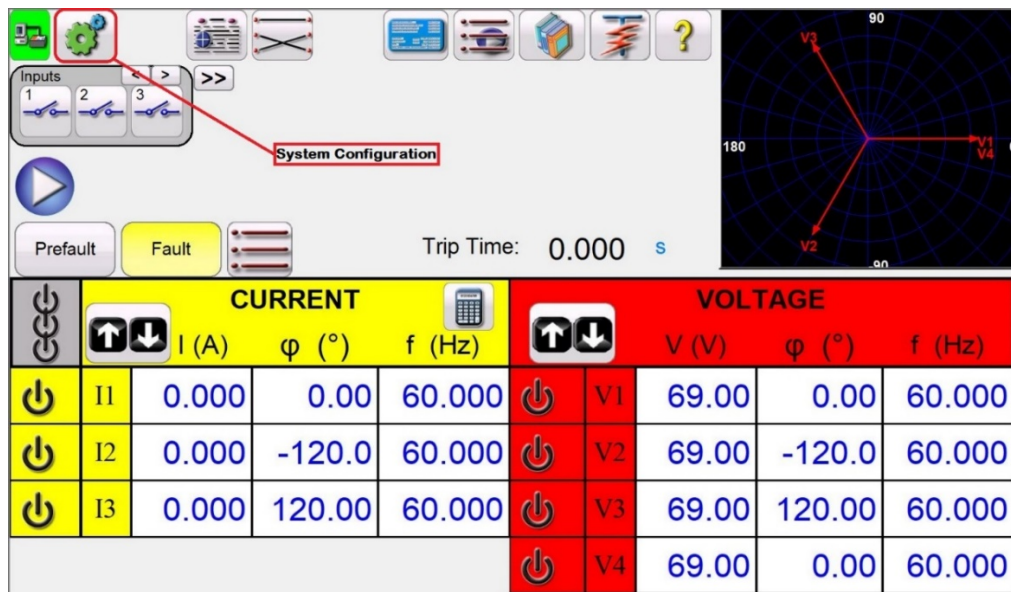 90
V3
?
Inputs
< > >>
1 2 3
System Configuration
180
V1
V4
V2
-90
Prefault Fault Trip Time: 0.000 s
CURRENT VOLTAGE
I (A) φ (°) f (Hz) V (V) φ (°) f (Hz)
I1 0.000 0.00 60.000 V1 69.00 0.00 60.000
I2 0.000 -120.0 60.000 V2 69.00 -120.0 60.000
I3 0.000 120.00 60.000 V3 69.00 120.00 60.000
V4 69.00 0.00 60.000